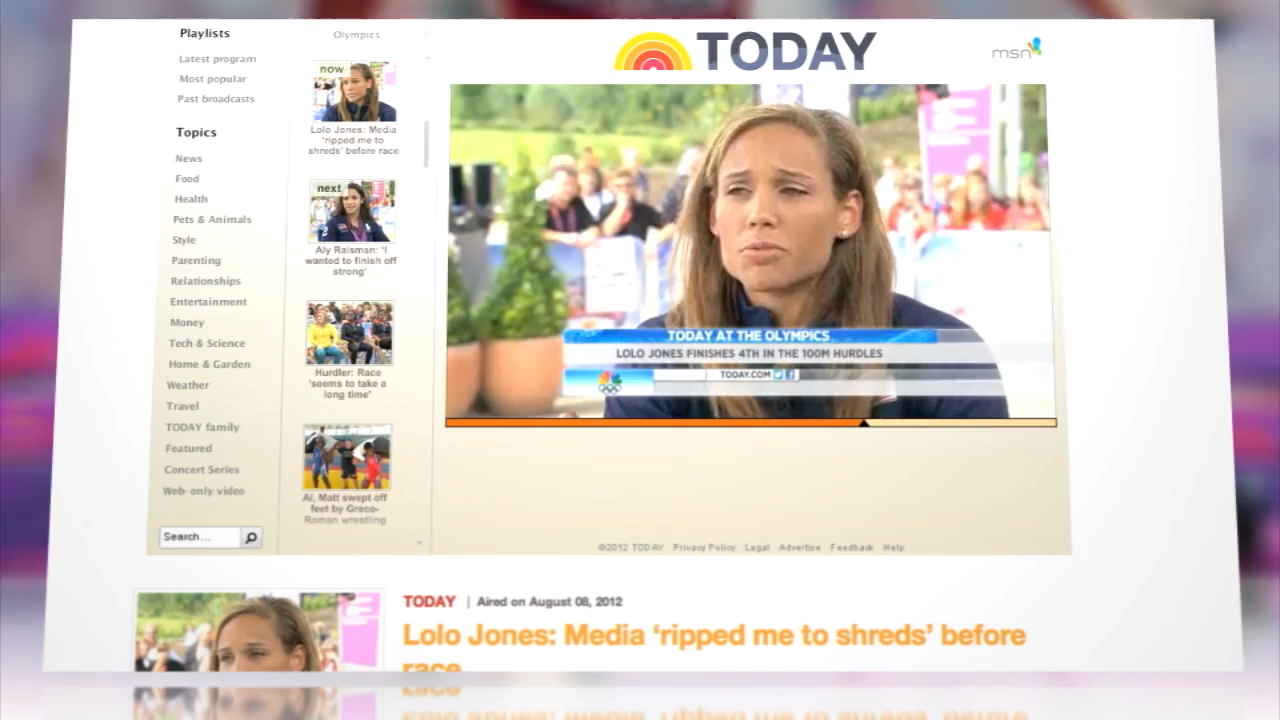 Playlists
Latest program
Most popular
Past broadcasts
Topics
News
Food
Health
Pets & Animals
Style
Parenting
Relationships
Entertainment
Money
Tech & Science
Home & Garden
Weather
Travel
TODAY family
Featured
Concert Series
Web- only video
Search...
Olympics
now
Lolo Jones: Media
'ripped me to
shreds' before race
next
Aly Raisman: 'I
wanted to finish off
strong'
Hurdler: Race
'seems to take a
long time'
Al, Matt swept off
feet by Greco-
Roman wrestling
TODAY
msn
TODAY AT THE OLYMPICS
LOLO JONES FINISHES 4TH IN THE 100M HURDLES
TODAY.COM
©2012 TODAY Privacy Policy Legal Advertise Feedback Help
TODAY | Aired on August 08, 2012
Lolo Jones: Media 'ripped me to shreds' before
race